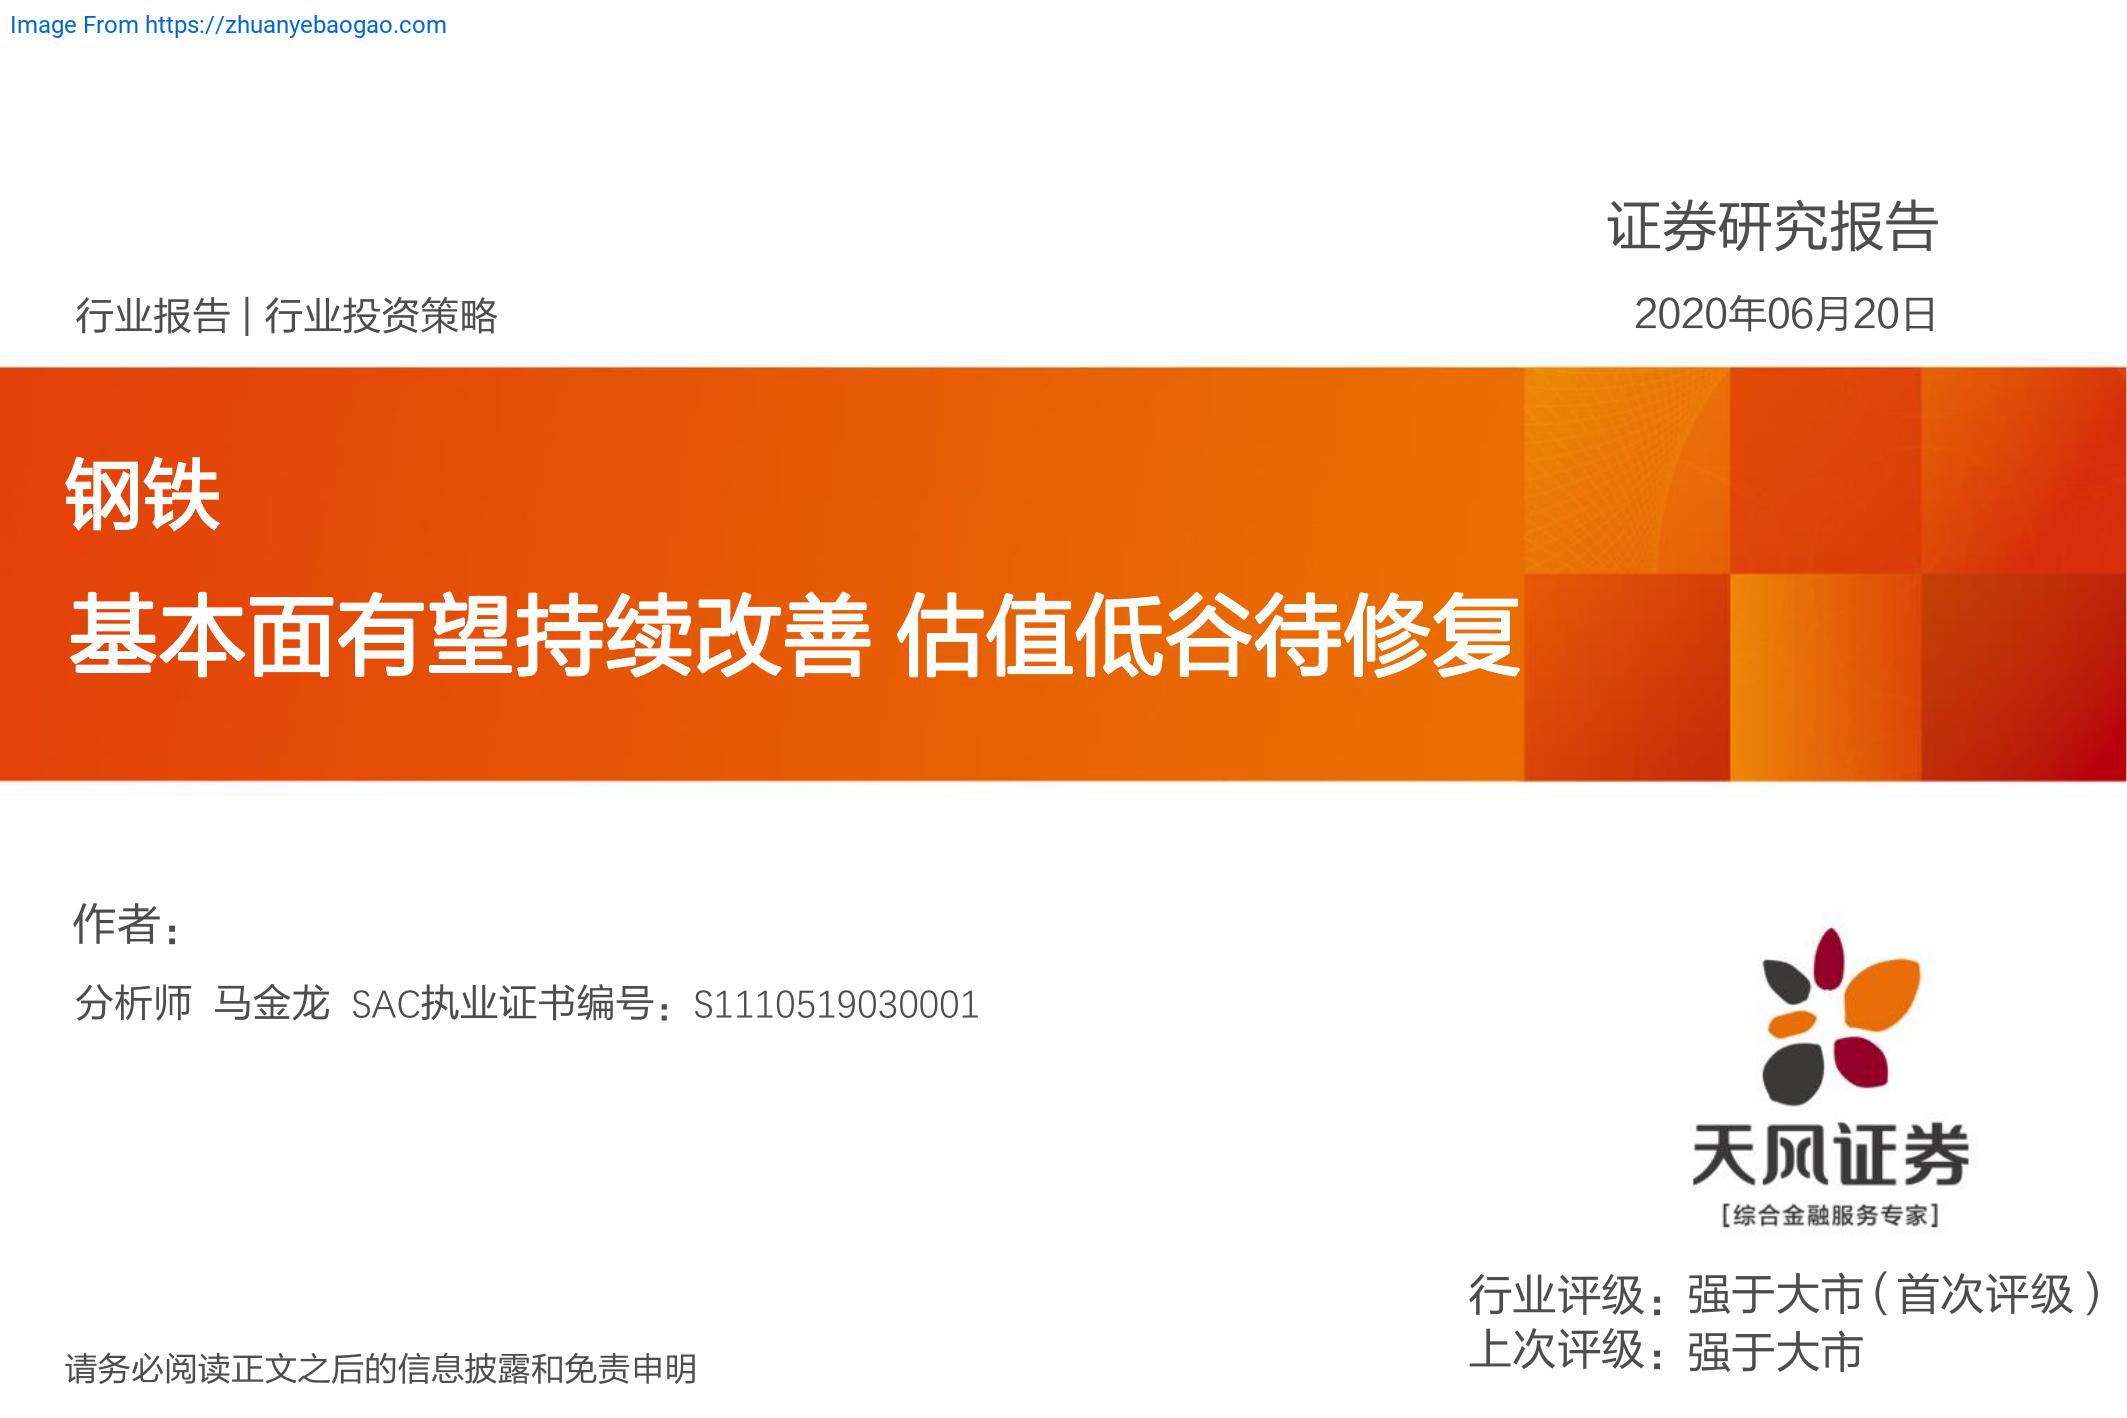 Image From https://zhuanyebaogao.com
证券研究报告
行业报告 | 行业投资策略
2020年06月20日
钢铁
基本面有望持续改善 估值低谷待修复
作者：
分析师 马金龙 SAC执业证书编号：S1110519030001
天风证券
[综合金融服务专家]
行业评级：强于大市（首次评级）
上次评级：强于大市
请务必阅读正文之后的信息披露和免责申明